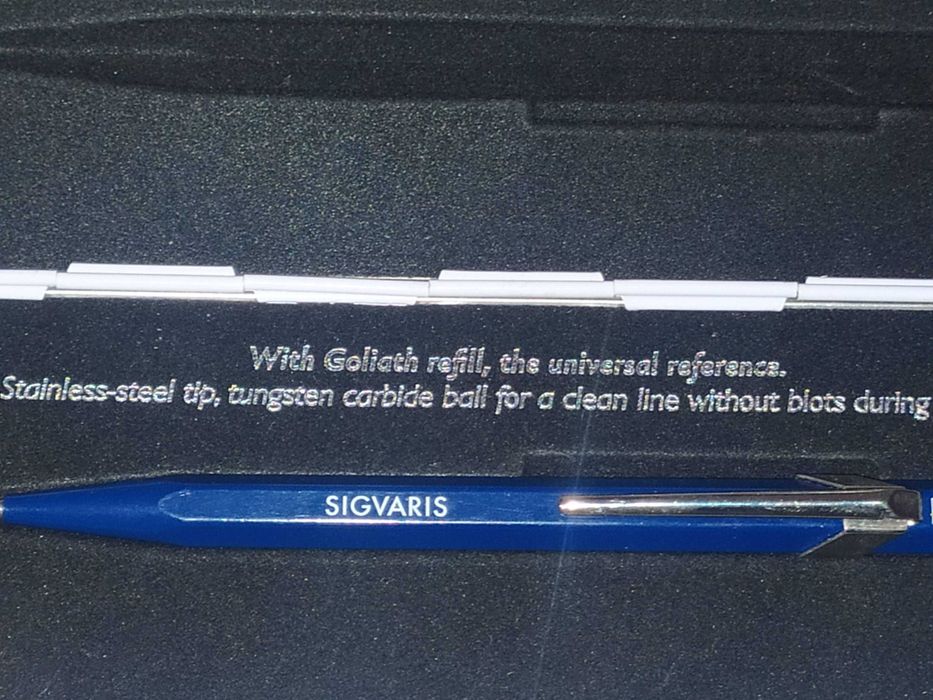 With Goliath refill, the universal reference.
Stainless-steel tip, tungsten carbide ball for a clean line without blots during
SIGVARIS